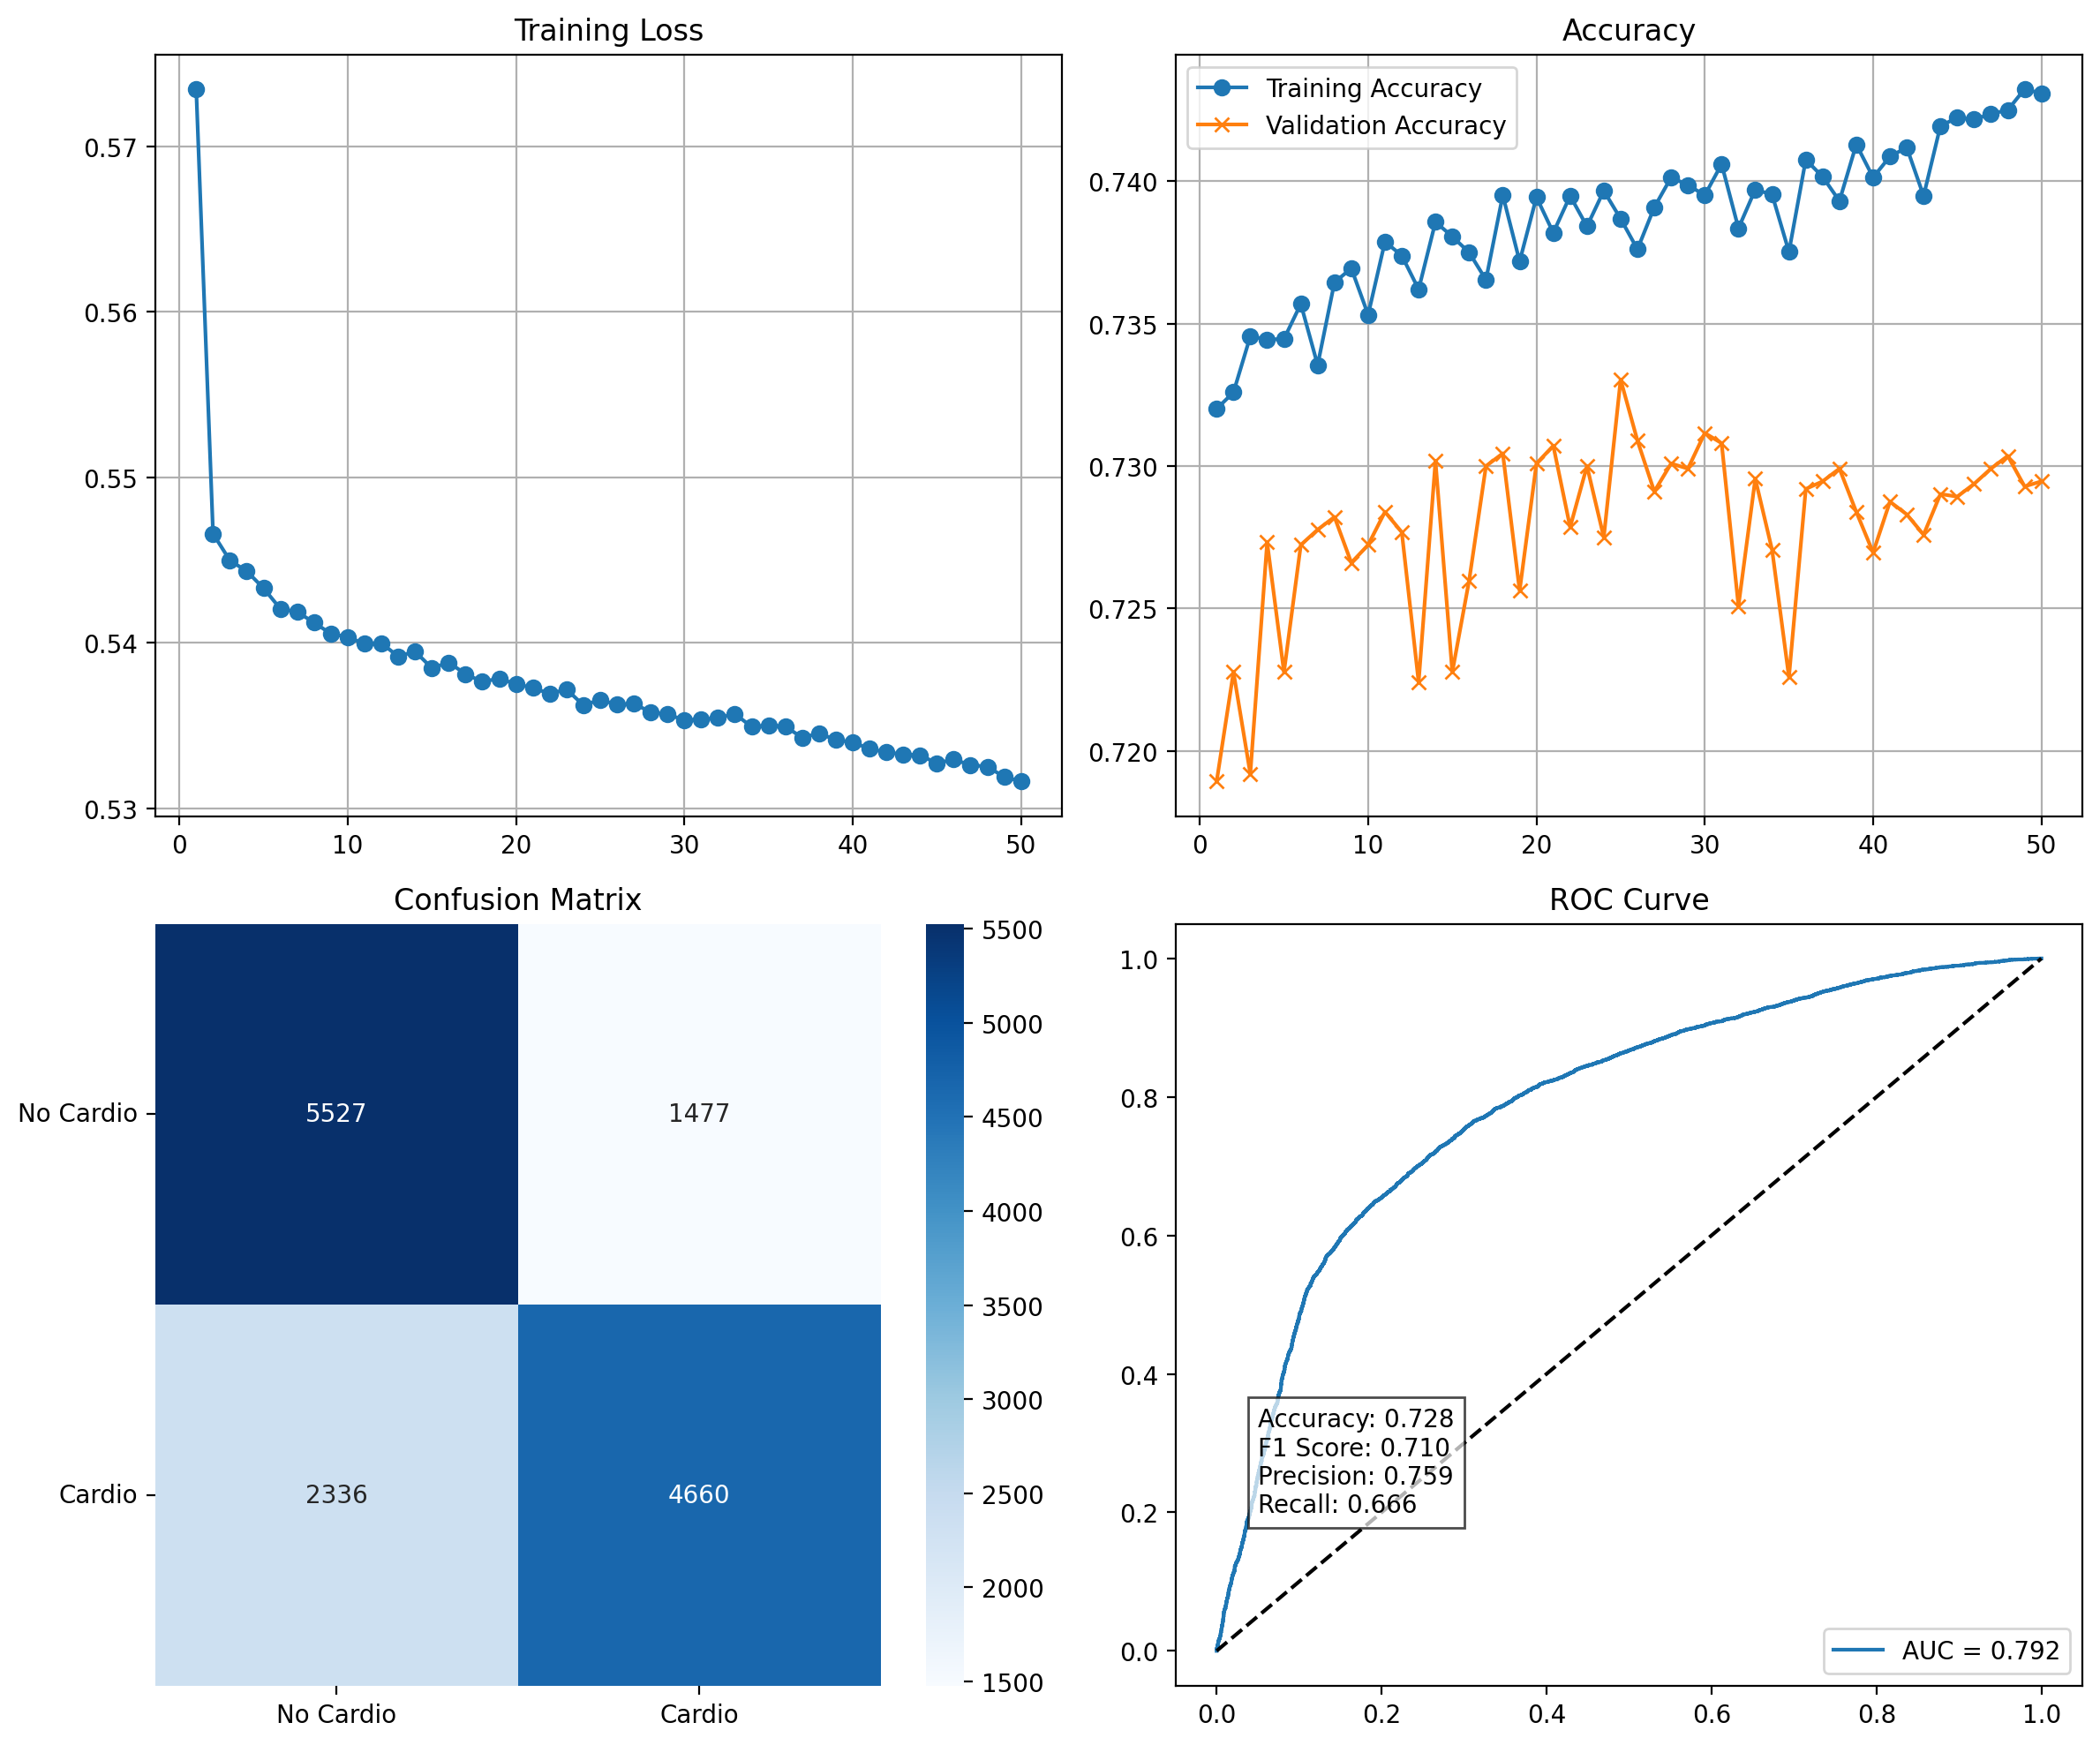 Training Loss
0.57
0.56
0.55
0.54
0.53
0 10 20 30 40 50
Accuracy
Training Accuracy
Validation Accuracy
0.740
0.735
0.730
0.725
0.720
0 10 20 30 40 50
Confusion Matrix
No Cardio
5527 1477
Cardio
2336 4660
No Cardio Cardio
5500
5000
4500
4000
3500
3000
2500
2000
1500
ROC Curve
1.0
0.8
0.6
0.4
0.2
0.0
Accuracy: 0.728
F1 Score: 0.710
Precision: 0.759
Recall: 0.666
AUC = 0.792
0.0 0.2 0.4 0.6 0.8 1.0